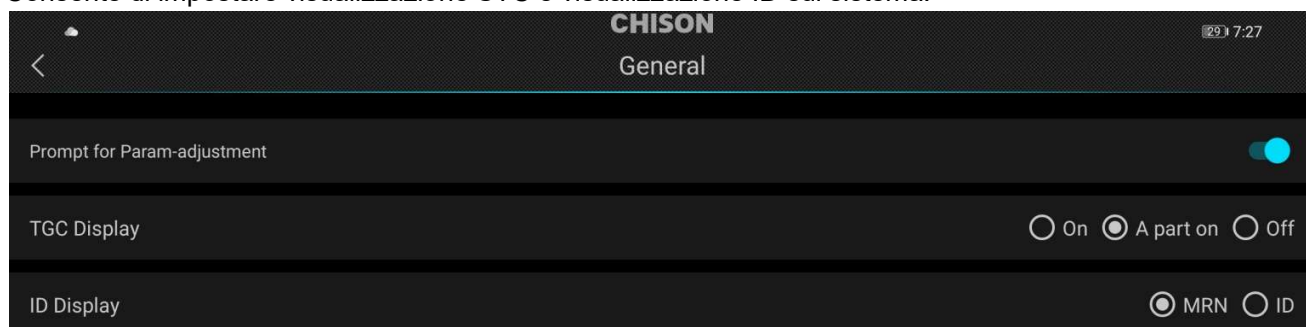 CHISON
29 7:27
General
Prompt for Param-adjustment
TGC Display On A part on Off
ID Display MRN ID